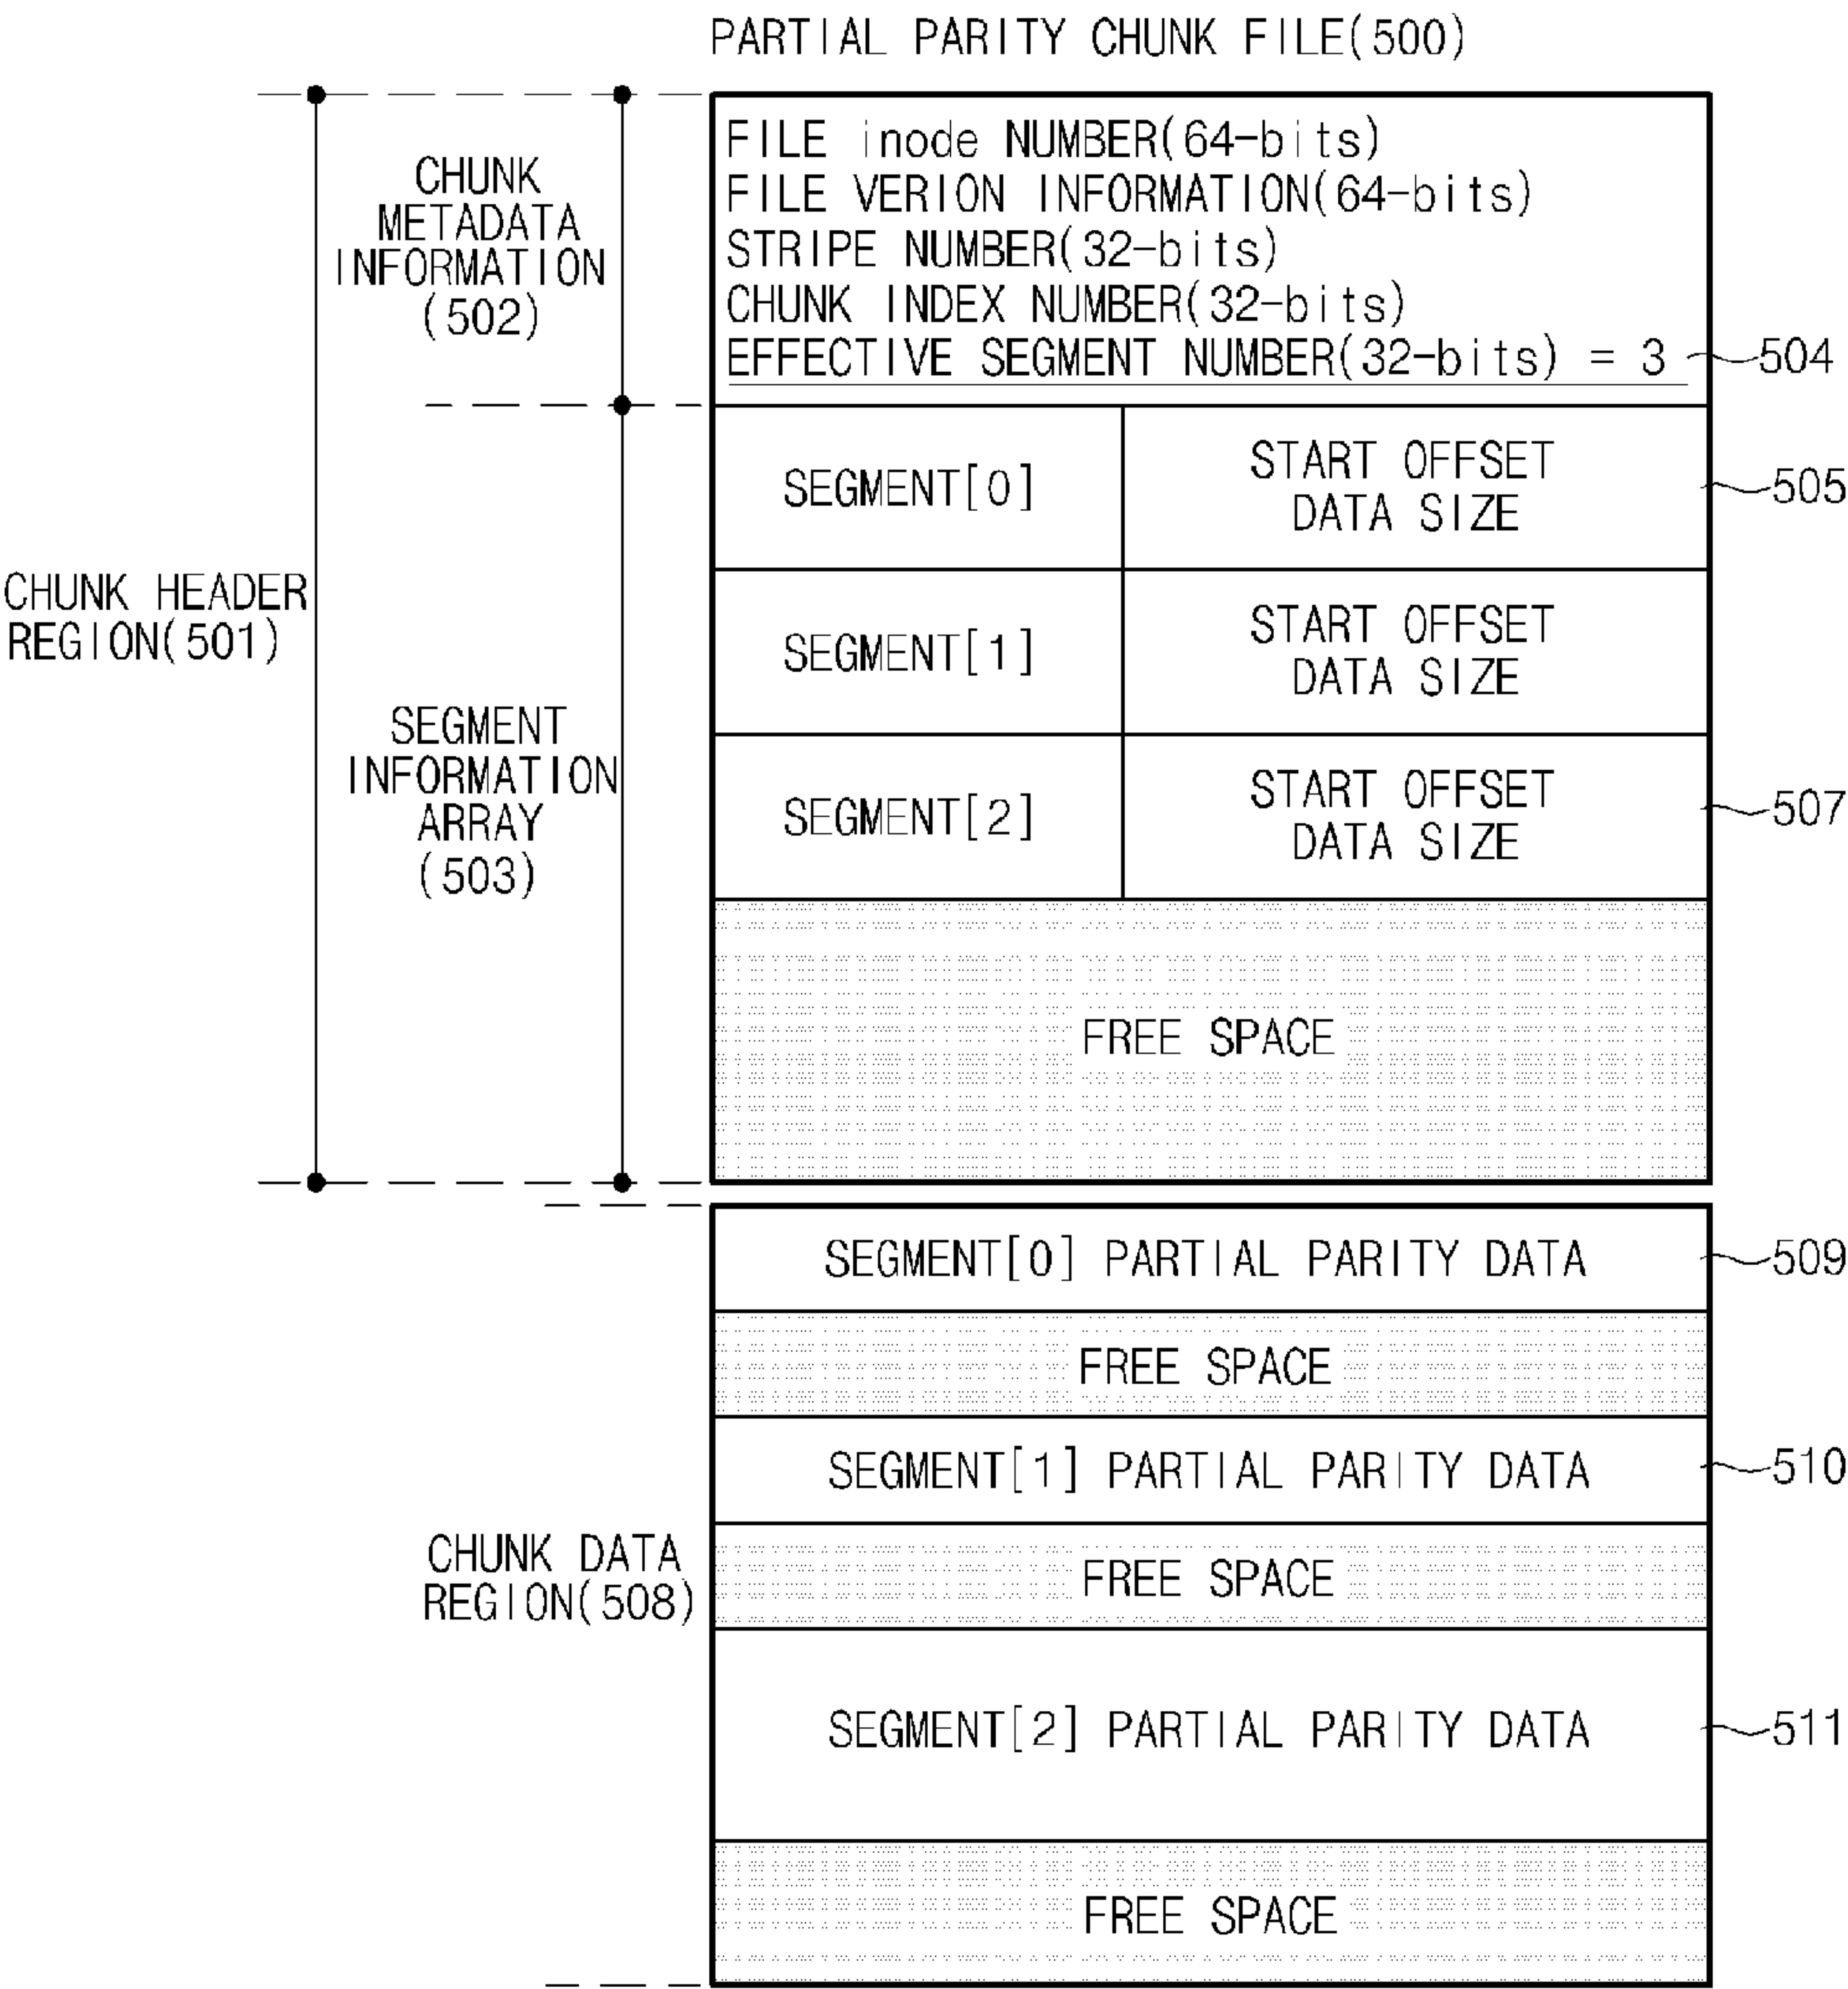 PARTIAL PARITY CHUNK FILE(500)
FILE inode NUMBER(64-bits)
FILE VERION INFORMATION(64-bits)
STRIPE NUMBER(32-bits)
CHUNK INDEX NUMBER(32-bits)
EFFECTIVE SEGMENT NUMBER(32-bits) = 3
504
CHUNK
METADATA
INFORMATION
(502)
SEGMENT[0]
START OFFSET
DATA SIZE
505
CHUNK HEADER
REGION(501)
SEGMENT[1]
START OFFSET
DATA SIZE
SEGMENT
INFORMATION
ARRAY
(503)
SEGMENT[2]
START OFFSET
DATA SIZE
507
FREE SPACE
SEGMENT[0] PARTIAL PARITY DATA
509
FREE SPACE
SEGMENT[1] PARTIAL PARITY DATA
510
CHUNK DATA
REGION(508)
FREE SPACE
SEGMENT[2] PARTIAL PARITY DATA
511
FREE SPACE